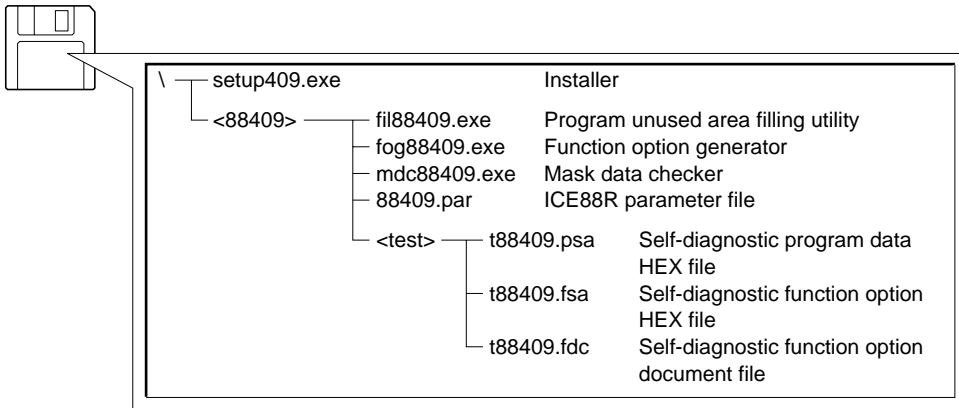 \ setup409.exe Installer
<88409> fil88409.exe Program unused area filling utility
fog88409.exe Function option generator
mdc88409.exe Mask data checker
88409.par ICE88R parameter file
<test> t88409.psa Self-diagnostic program data
HEX file
t88409.fsa Self-diagnostic function option
HEX file
t88409.fdc Self-diagnostic function option
document file